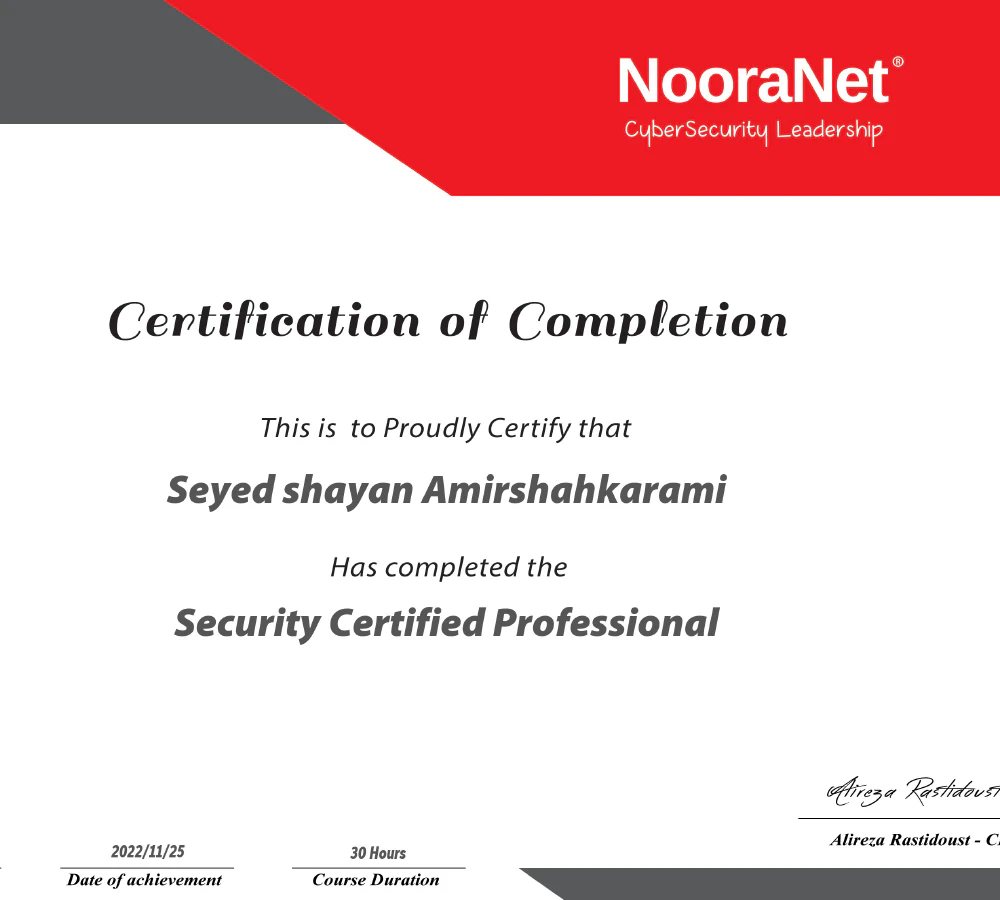 NooraNet®
CyberSecurity Leadership
Certification of Completion
This is to Proudly Certify that
Seyed shayan Amirshahkarami
Has completed the
Security Certified Professional
Alireza Rastidoust
Alireza Rastidoust -
2022/11/25
30 Hours
Date of achievement
Course Duration